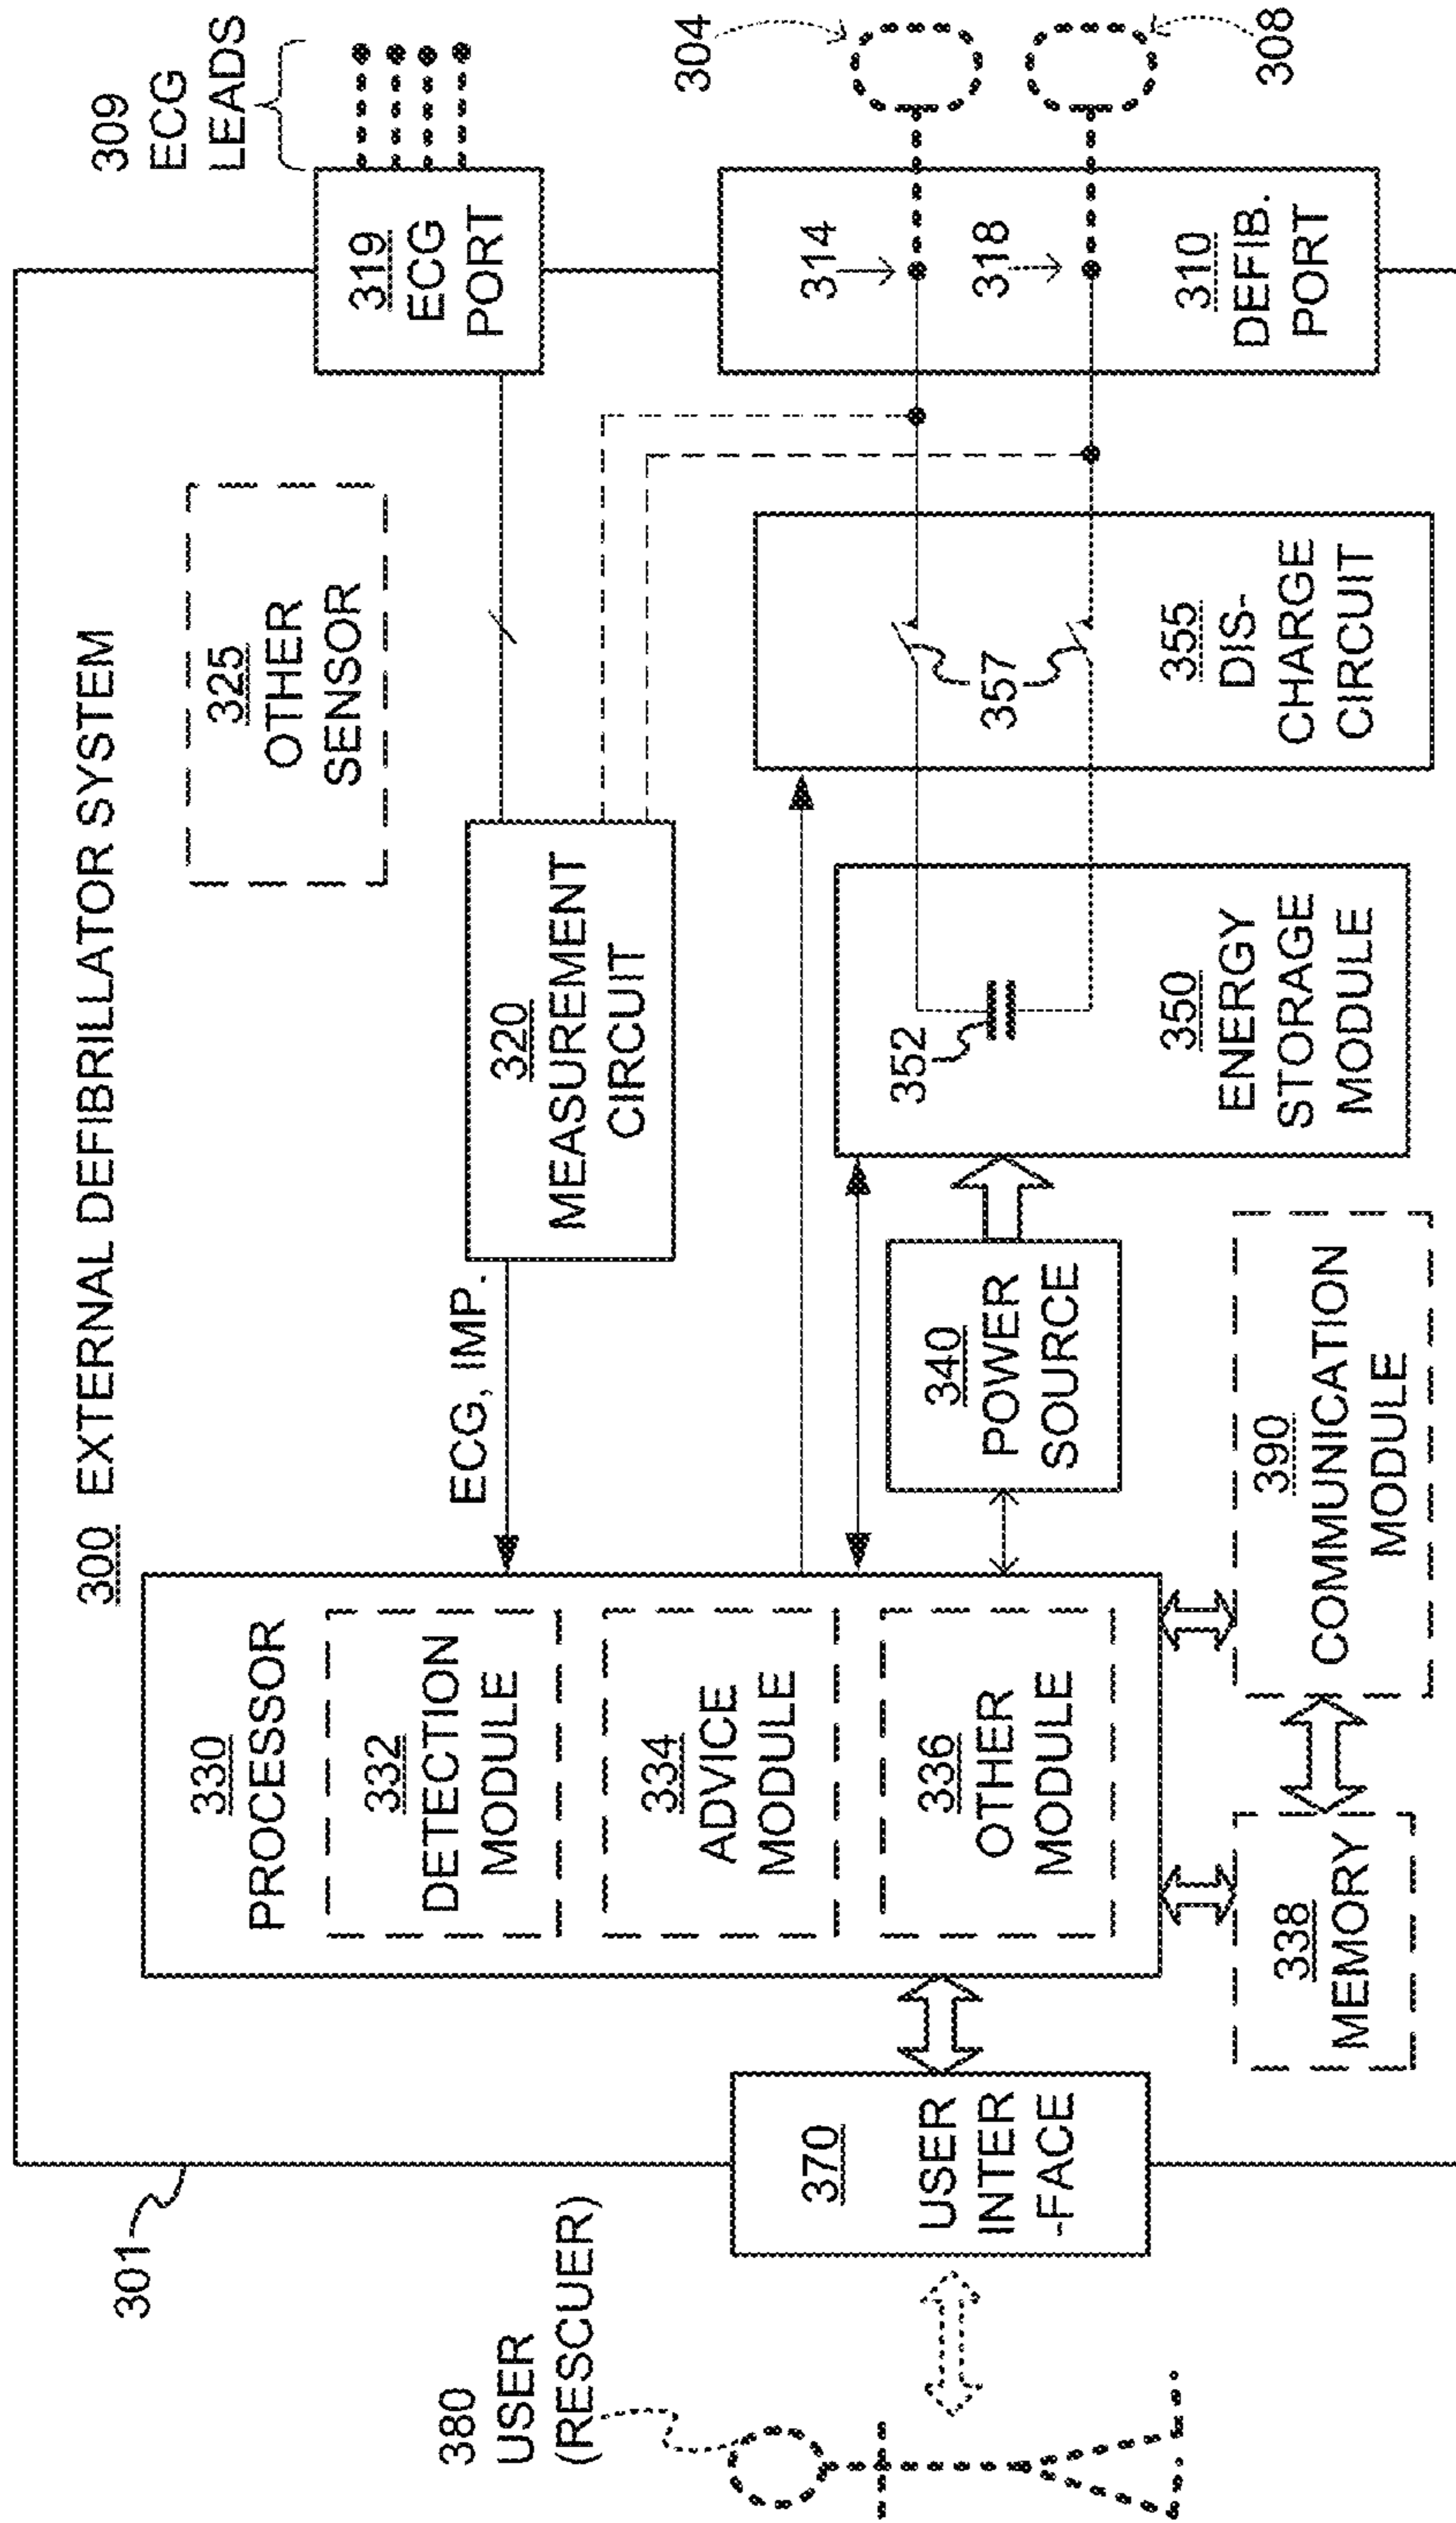 300 EXTERNAL DEFIBRILLATOR SYSTEM
301
380
USER
(RESCUER)
370
USER
INTER
-FACE
330
PROCESSOR
332
DETECTION
MODULE
334
ADVICE
MODULE
336
OTHER
MODULE
338
MEMORY
390
COMMUNICATION
MODULE
ECG, IMP.
340
POWER
SOURCE
320
MEASUREMENT
CIRCUIT
352
350
ENERGY
STORAGE
MODULE
325
OTHER
SENSOR
357
355
DIS-
CHARGE
CIRCUIT
319
ECG
PORT
309
ECG
LEADS
314
318
310
DEFIB.
PORT
304
308